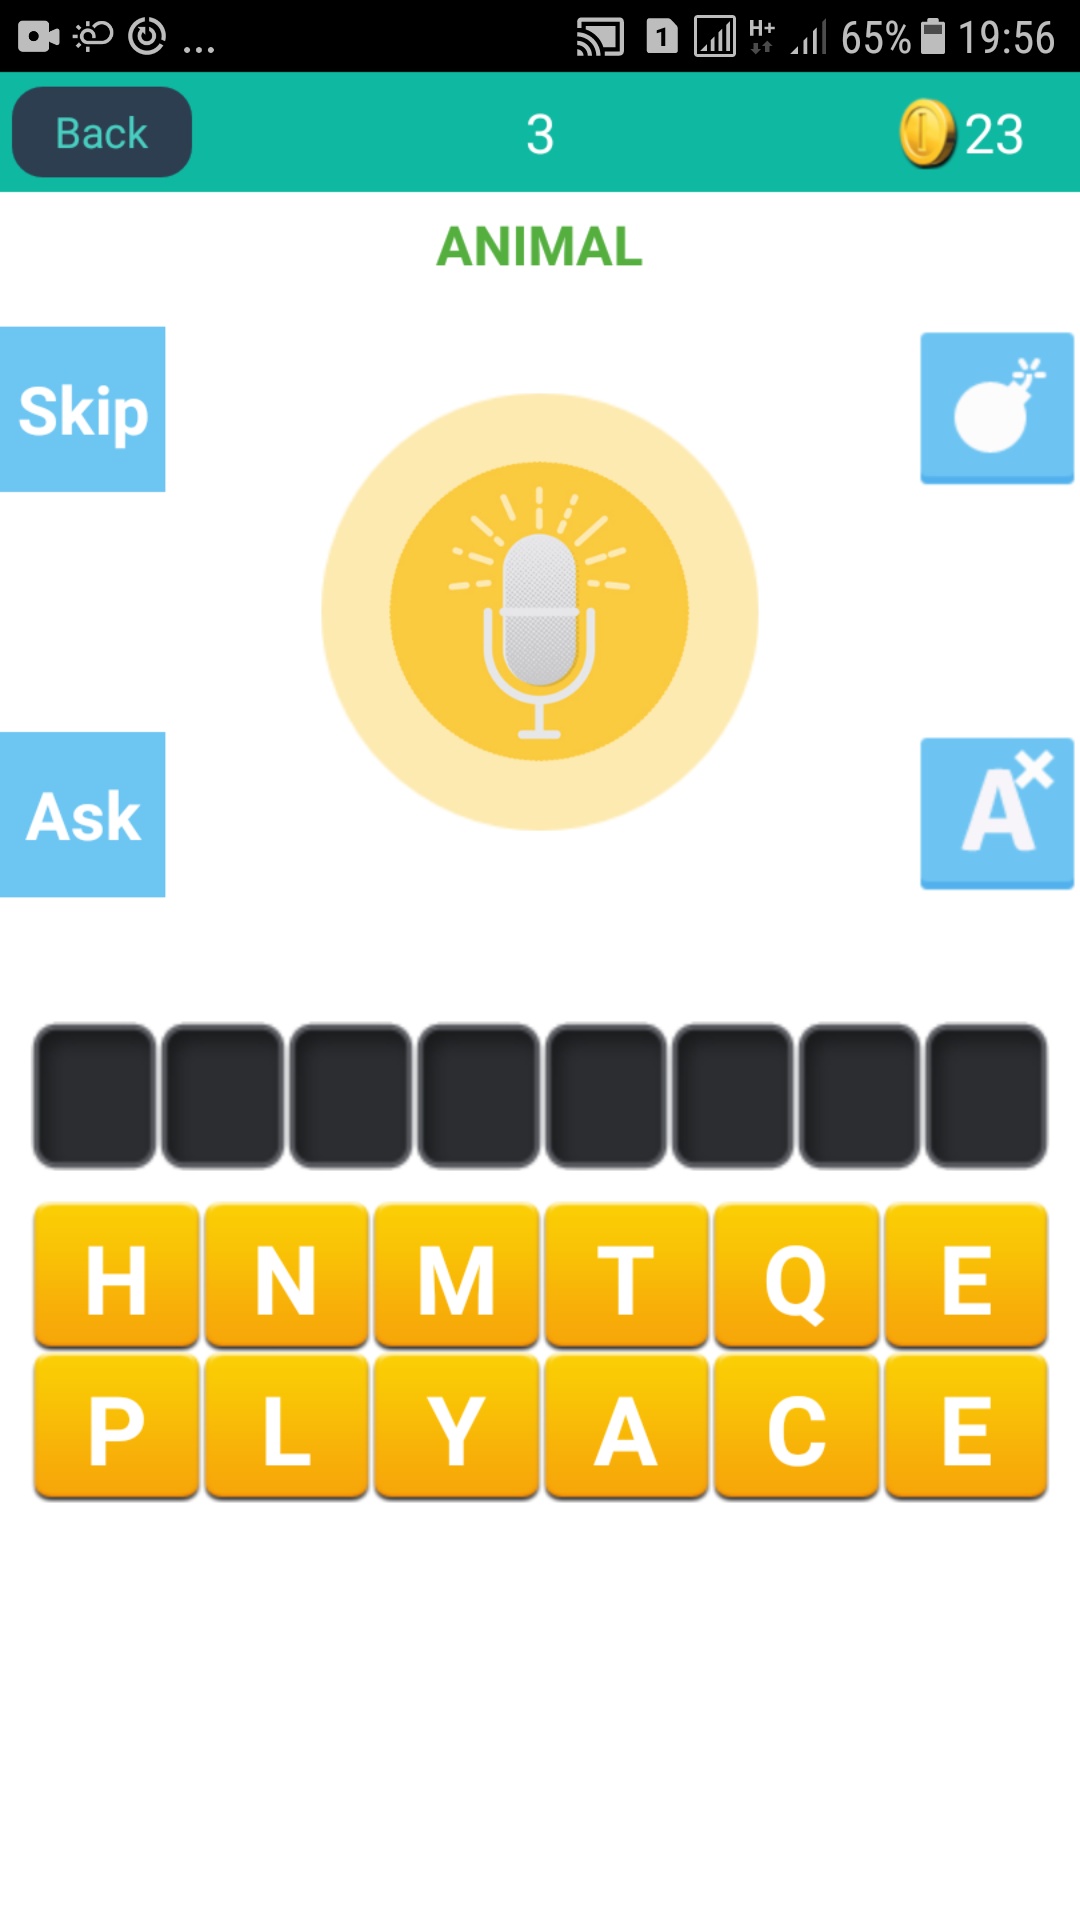 ... 1 H+ 65% 19:56
Back 3 23
ANIMAL
Skip
Ask A
H N M T Q E
P L Y A C E